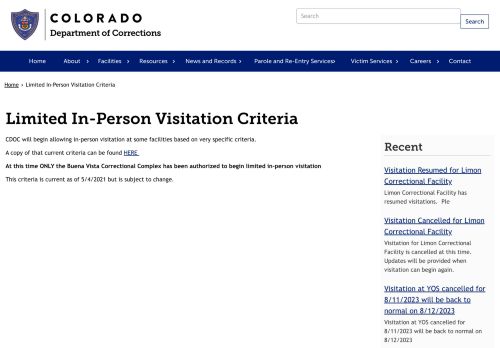 COLORADO
Department of Corrections
Search
Search
Home About Facilities Resources News and Records Parole and Re-Entry Services Victim Services Careers Contact
Home › Limited In-Person Visitation Criteria
Limited In-Person Visitation Criteria
CDOC will begin allowing in-person visitation at some facilities based on very specific criteria.
A copy of that current criteria can be found HERE
At this time ONLY the Buena Vista Correctional Complex has been authorized to begin limited in-person visitation
This criteria is current as of 5/4/2021 but is subject to change.
Recent
Visitation Resumed for Limon
Correctional Facility
Limon Correctional Facility has
resumed visitations. Ple
Visitation Cancelled for Limon
Correctional Facility
Visitation for Limon Correctional
Facility is cancelled at this time.
Updates will be provided when
visitation can begin again.
Visitation at YOS cancelled for
8/11/2023 will be back to
normal on 8/12/2023
Visitation at YOS cancelled for
8/11/2023 will be back to normal on
8/12/2023